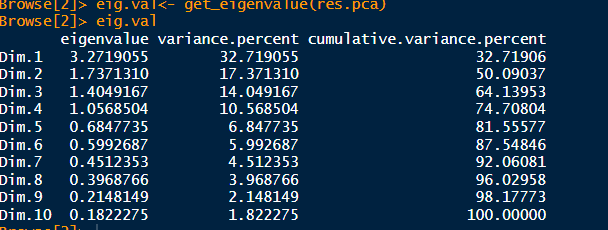 Browse[2]> eig.val<- get_eigenvalue(res.pca)
Browse[2]> eig.val
eigenvalue variance.percent cumulative.variance.percent
Dim.1 3.2719055 32.719055 32.71906
Dim.2 1.7371310 17.371310 50.09037
Dim.3 1.4049167 14.049167 64.13953
Dim.4 1.0568504 10.568504 74.70804
Dim.5 0.6847735 6.847735 81.55577
Dim.6 0.5992687 5.992687 87.54846
Dim.7 0.4512353 4.512353 92.06081
Dim.8 0.3968766 3.968766 96.02958
Dim.9 0.2148149 2.148149 98.17773
Dim.10 0.1822275 1.822275 100.00000
Browse[2]>